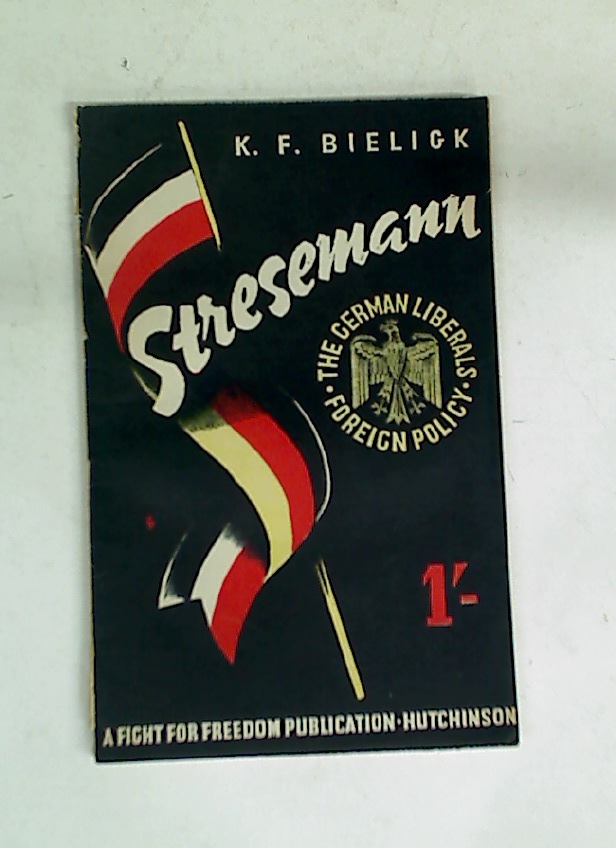 K. F. BIELIGK
Stresemann
· THE GERMAN LIBERALS ·
FOREIGN POLICY
1'-
A FIGHT FOR FREEDOM PUBLICATION · HUTCHINSON